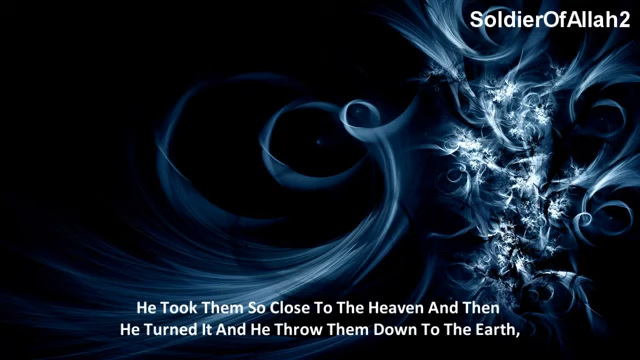 SoldierOfAllah2
He Took Them So Close To The Heaven And Then
He Turned It And He Throw Them Down To The Earth,